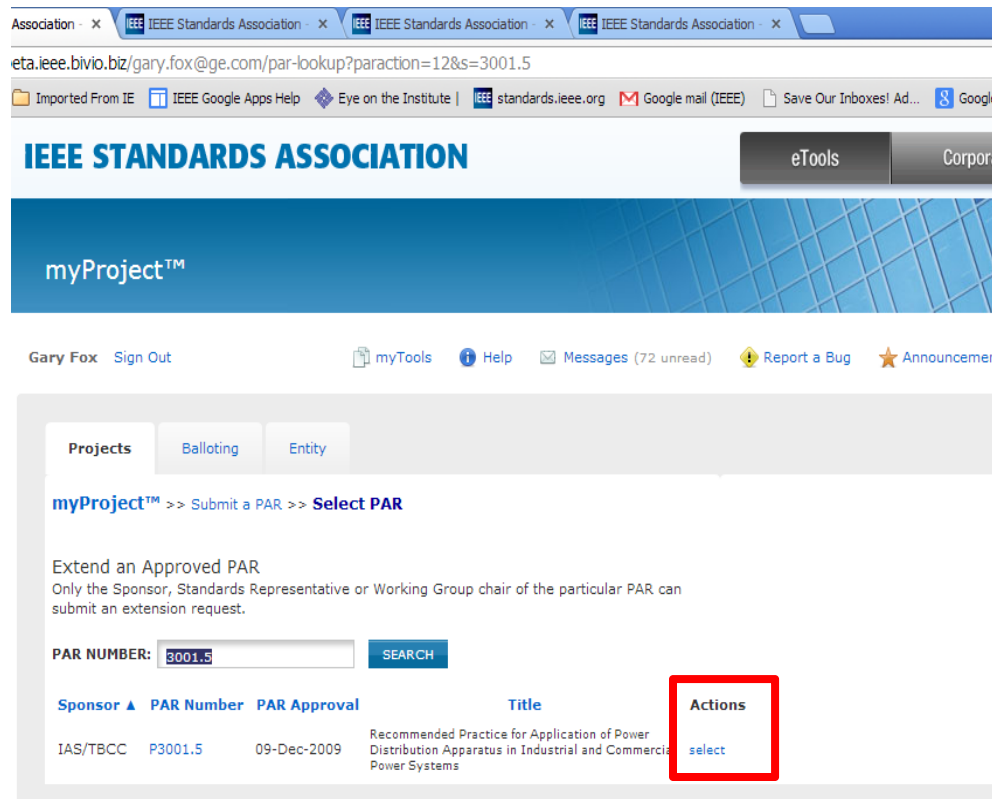 Association - × IEEE IEEE Standards Association - × IEEE IEEE Standards Association - × IEEE IEEE Standards Association - ×
eta.ieee.bivio.biz/gary.fox@ge.com/par-lookup?paraction=12&s=3001.5
Imported From IE IEEE Google Apps Help Eye on the Institute | IEEE standards.ieee.org Google mail (IEEE) Save Our Inboxes! Ad... 8 Googl
IEEE STANDARDS ASSOCIATION eTools Corpor
myProject™
Gary Fox Sign Out myTools Help Messages (72 unread) Report a Bug Announcemen
Projects Balloting Entity
myProject™ >> Submit a PAR >> Select PAR
Extend an Approved PAR
Only the Sponsor, Standards Representative or Working Group chair of the particular PAR can
submit an extension request.
PAR NUMBER: 3001.5 SEARCH
Sponsor ▲ PAR Number PAR Approval Title Actions
IAS/TBCC P3001.5 09-Dec-2009 Recommended Practice for Application of Power
Distribution Apparatus in Industrial and Commercia select
Power Systems